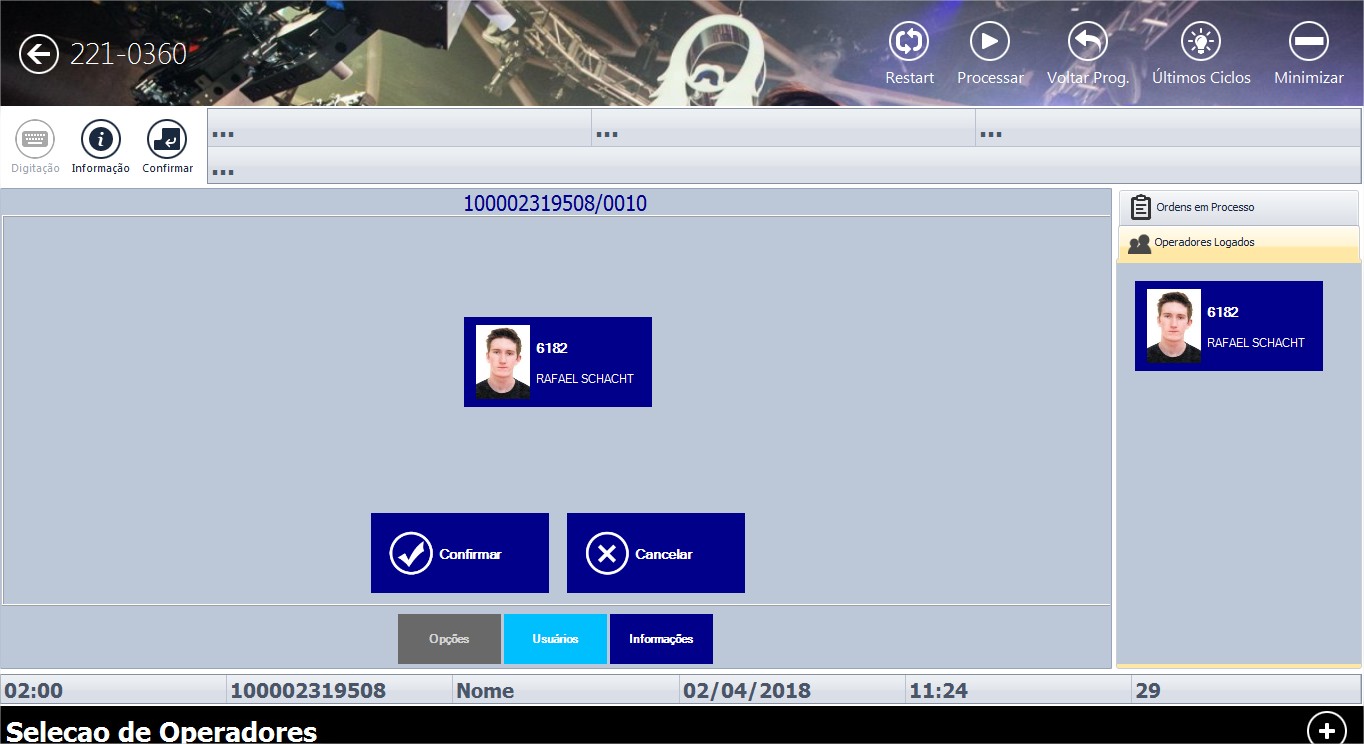 221-0360
Restart
Processar
Voltar Prog.
Últimos Ciclos
Minimizar
Digitação
Informação
Confirmar
...
...
...
...
100002319508/0010
Ordens em Processo
Operadores Logados
6182
RAFAEL SCHACHT
6182
RAFAEL SCHACHT
Confirmar
Cancelar
Opções
Usuários
Informações
02:00
100002319508
Nome
02/04/2018
11:24
29
Selecao de Operadores